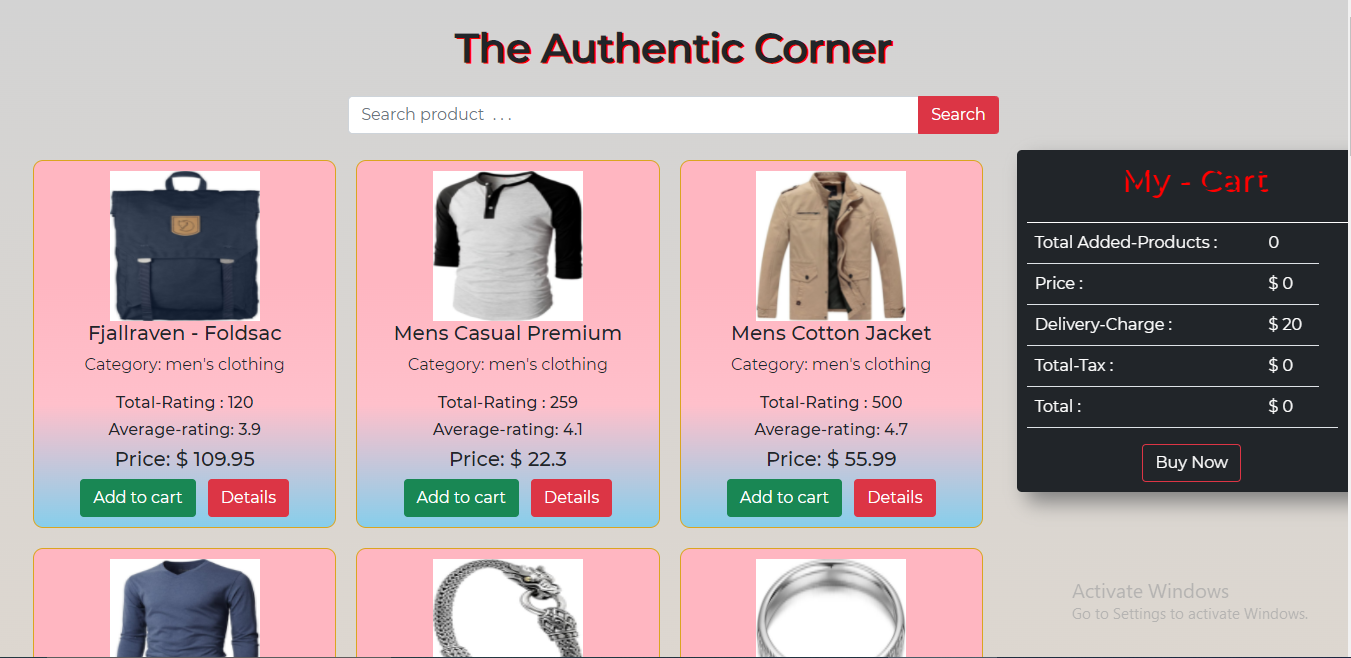 The Authentic Corner
Search product ...
Search
Fjallraven - Foldsac
Category: men's clothing
Total-Rating : 120
Average-rating: 3.9
Price: $ 109.95
Add to cart
Details
Mens Casual Premium
Category: men's clothing
Total-Rating : 259
Average-rating: 4.1
Price: $ 22.3
Add to cart
Details
Mens Cotton Jacket
Category: men's clothing
Total-Rating : 500
Average-rating: 4.7
Price: $ 55.99
Add to cart
Details
My - Cart
Total Added-Products : 0
Price : $ 0
Delivery-Charge : $ 20
Total-Tax : $ 0
Total : $ 0
Buy Now
Activate Windows
Go to Settings to activate Windows.